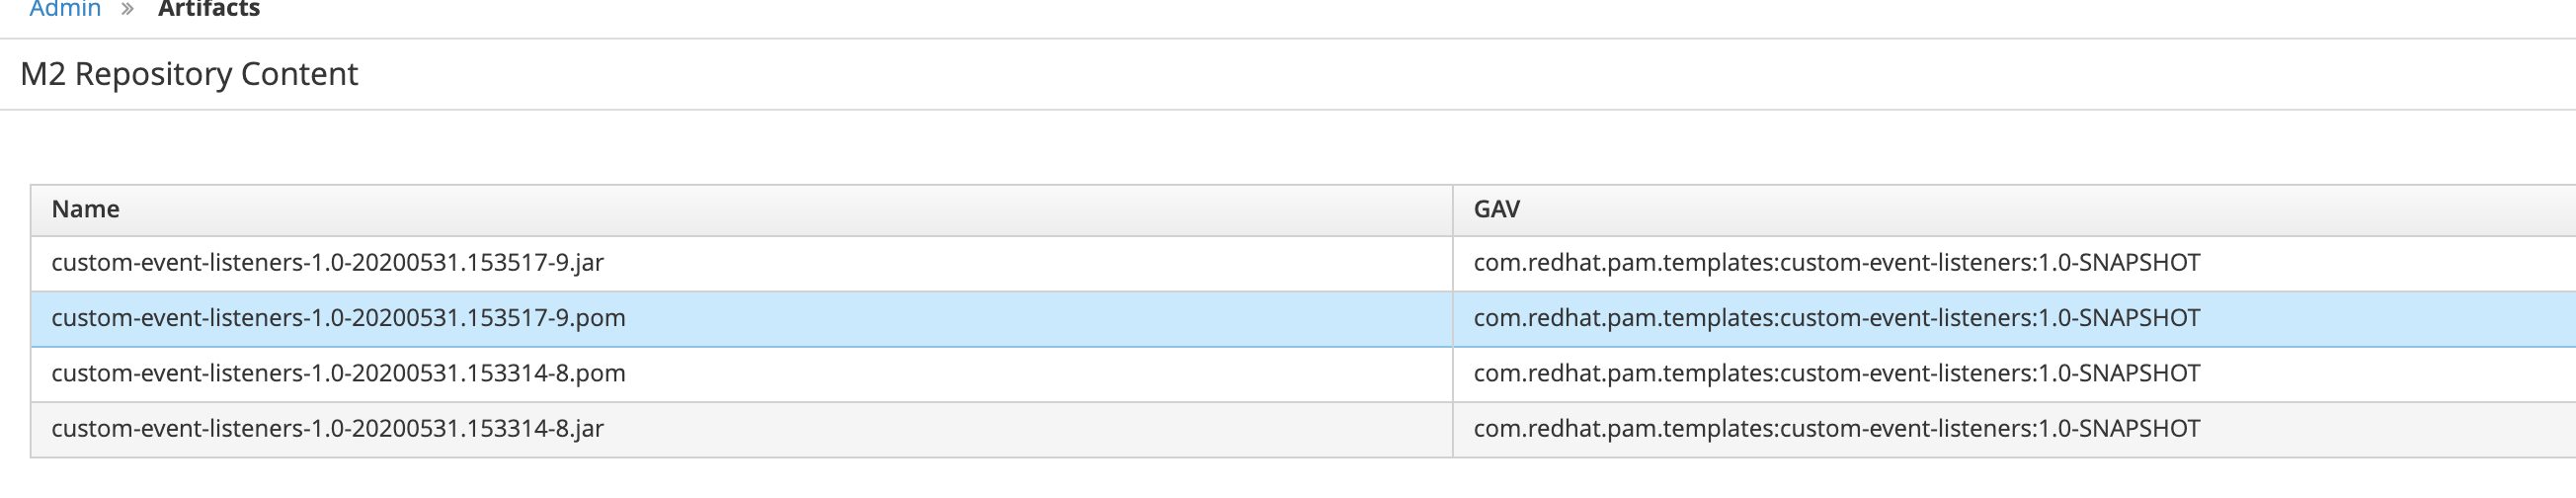 Admin » Artifacts
M2 Repository Content
Name GAV
custom-event-listeners-1.0-20200531.153517-9.jar com.redhat.pam.templates:custom-event-listeners:1.0-SNAPSHOT
custom-event-listeners-1.0-20200531.153517-9.pom com.redhat.pam.templates:custom-event-listeners:1.0-SNAPSHOT
custom-event-listeners-1.0-20200531.153314-8.pom com.redhat.pam.templates:custom-event-listeners:1.0-SNAPSHOT
custom-event-listeners-1.0-20200531.153314-8.jar com.redhat.pam.templates:custom-event-listeners:1.0-SNAPSHOT